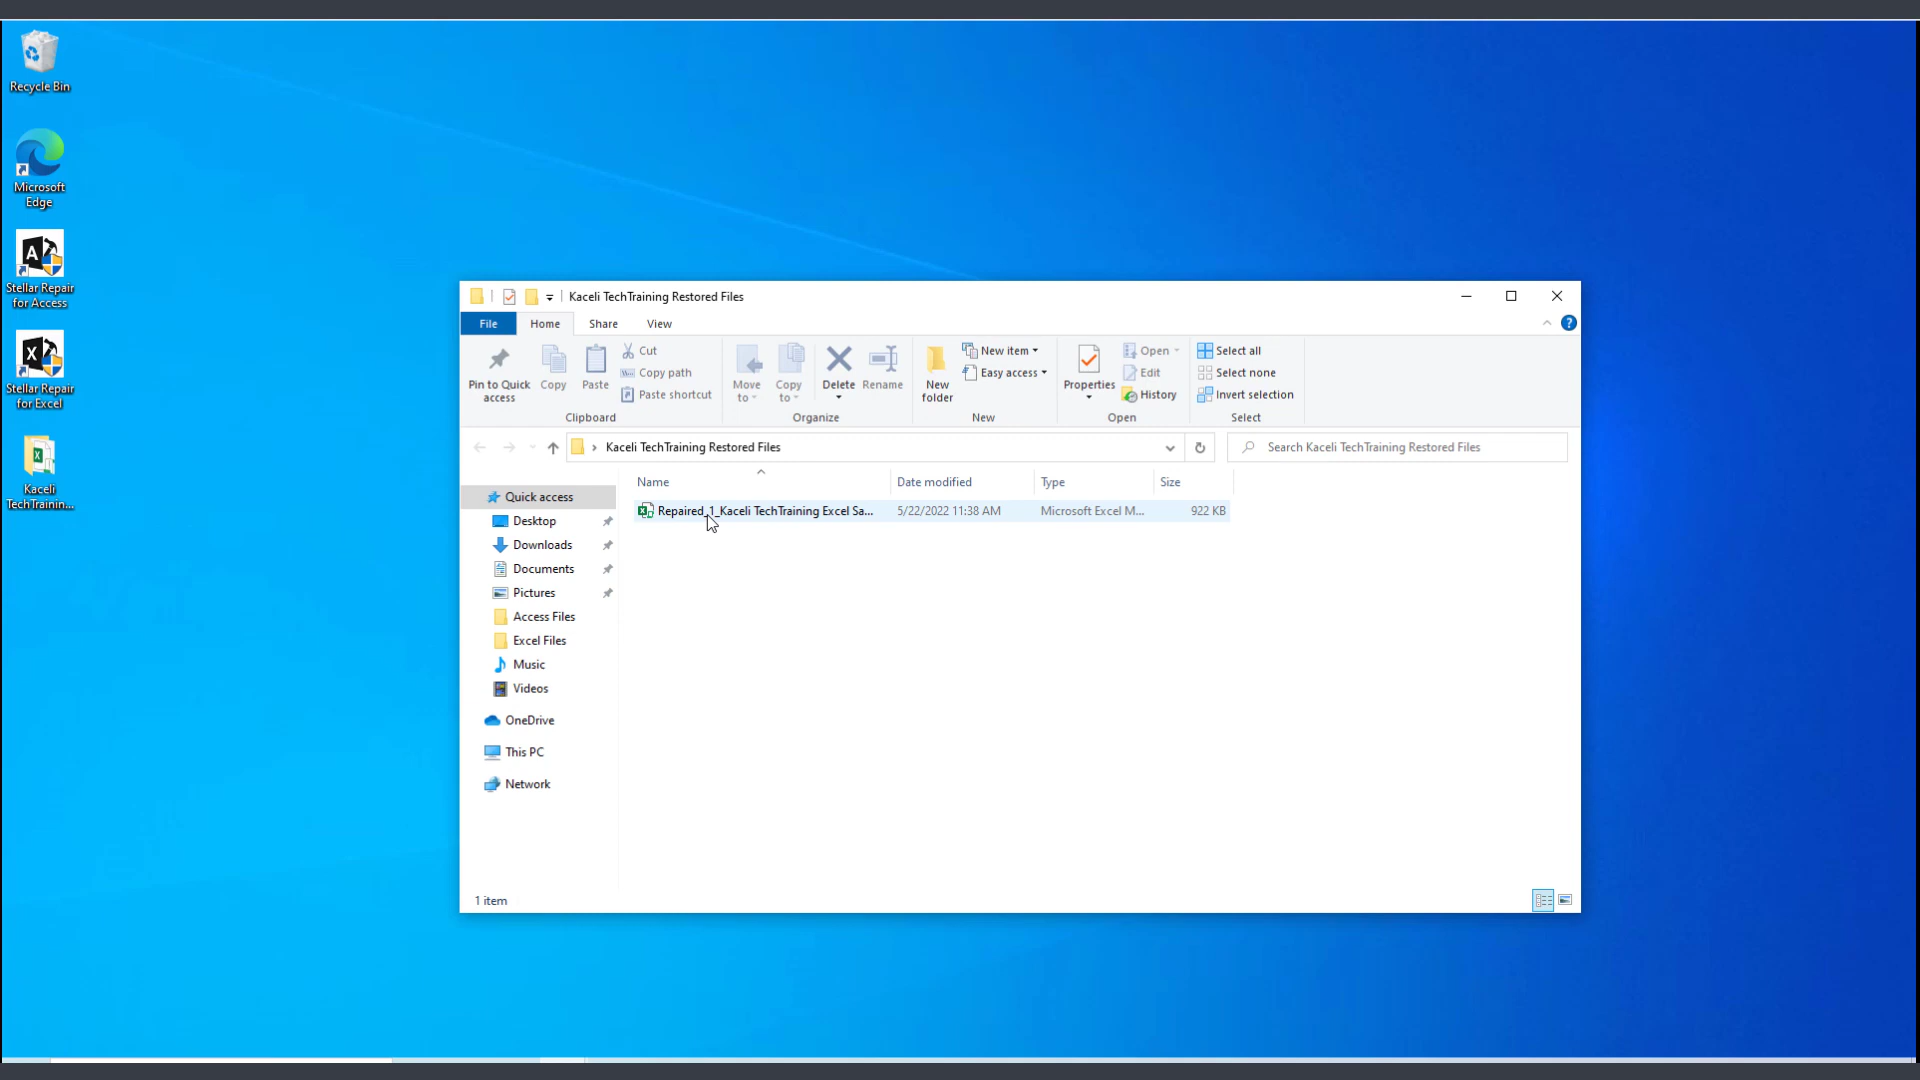 Recycle Bin
Microsoft
Edge
Stellar Repair
for Access
Stellar Repair
for Excel
Kaceli
TechTrainin...
Kaceli TechTraining Restored Files
File Home Share View
Pin to Quick
access
Copy
Paste
Cut
Copy path
Paste shortcut
Clipboard
Move
to
Copy
to
Delete
Rename
Organize
New
folder
New item
Easy access
New
Properties
Open
Edit
History
Open
Select all
Select none
Invert selection
Select
Kaceli TechTraining Restored Files
Search Kaceli TechTraining Restored Files
Quick access
Desktop
Downloads
Documents
Pictures
Access Files
Excel Files
Music
Videos
OneDrive
This PC
Network
Name Date modified Type Size
Repaired_1_Kaceli TechTraining Excel Sa... 5/22/2022 11:38 AM Microsoft Excel M... 922 KB
1 item